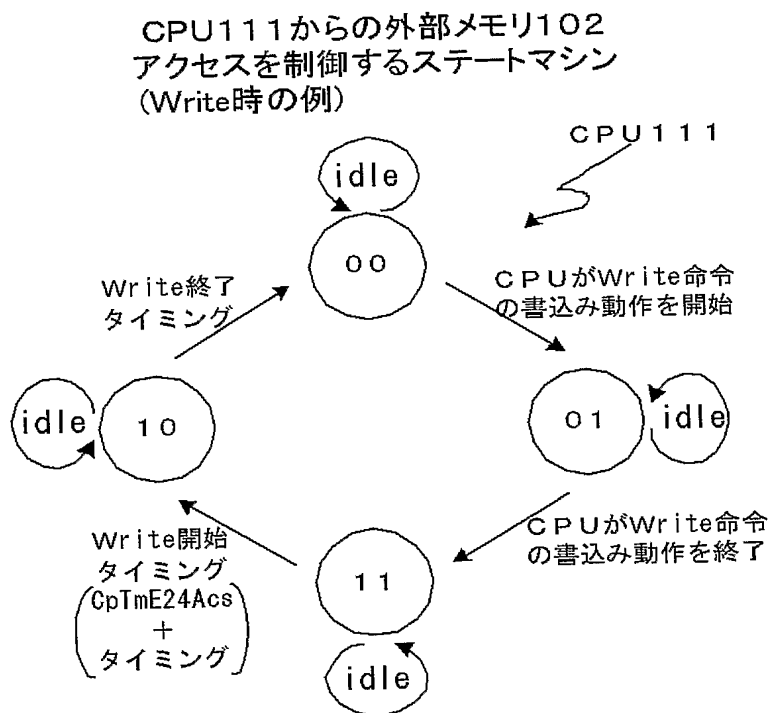 CPU111からの外部メモリ102
アクセスを制御するステートマシン
(Write時の例)
CPU111
idle
00
Write終了
タイミング
CPUがWrite命令
の書込み動作を開始
idle
10
01
idle
Write開始
タイミング
CpTmE24Acs
+
タイミング
11
CPUがWrite命令
の書込み動作を終了
idle